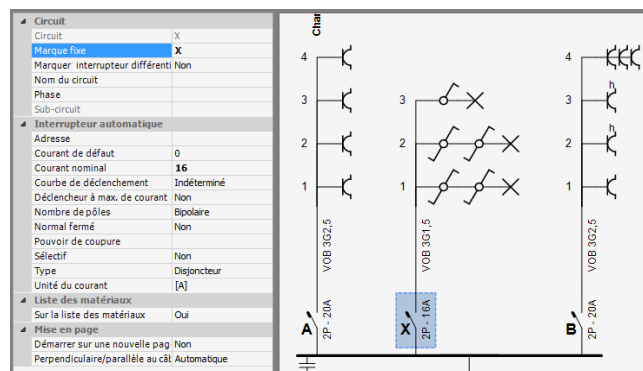 Circuit
Circuit X
Marque fixe X
Marquer interrupteur différenti Non
Nom du circuit
Phase
Sub-circuit
Interrupteur automatique
Adresse
Courant de défaut 0
Courant nominal 16
Courbe de déclenchement Indéterminé
Déclencheur à max. de courant Non
Nombre de pôles Bipolaire
Normal fermé Non
Pouvoir de coupure
Sélectif Non
Type Disjoncteur
Unité du courant [A]
Liste des matériaux
Sur la liste des matériaux Oui
Mise en page
Démarrer sur une nouvelle pag Non
Perpendiculaire/parallèle au câl Automatique
Char
4
3
2
1
VOB 3G2,5
A
2P - 20A
3
2
1
VOB 3G1,5
X
2P - 16A
4
3
h
2
h
1
VOB 3G2,5
B
2P - 20A